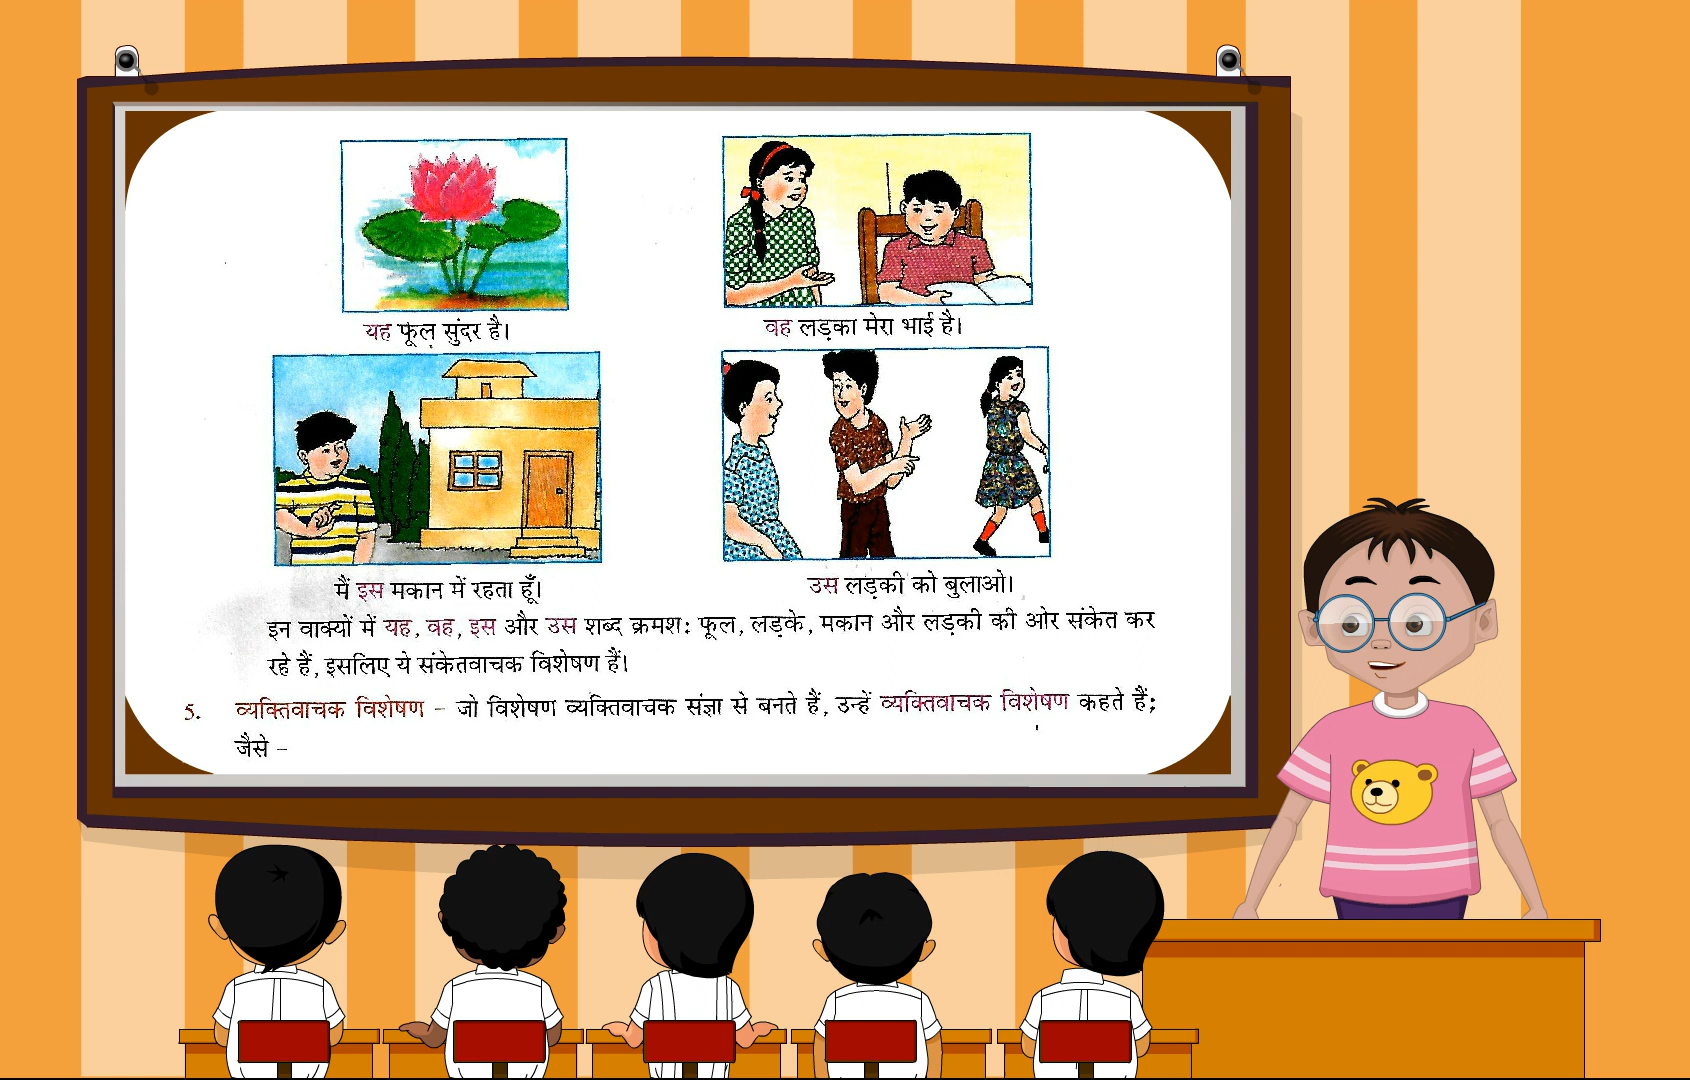 यह फूल सुंदर है।
वह लड़का मेरा भाई है।
मैं इस मकान में रहता हूँ।
उस लड़की को बुलाओ।
इन वाक्यों में यह, वह, इस और उस शब्द क्रमश: फूल, लड़के, मकान और लड़की की ओर संकेत कर
रहे हैं, इसलिए ये संकेतवाचक विशेषण हैं।
5. व्यक्तिवाचक विशेषण – जो विशेषण व्यक्तिवाचक संज्ञा से बनते हैं, उन्हें व्यक्तिवाचक विशेषण कहते हैं;
जैसे –